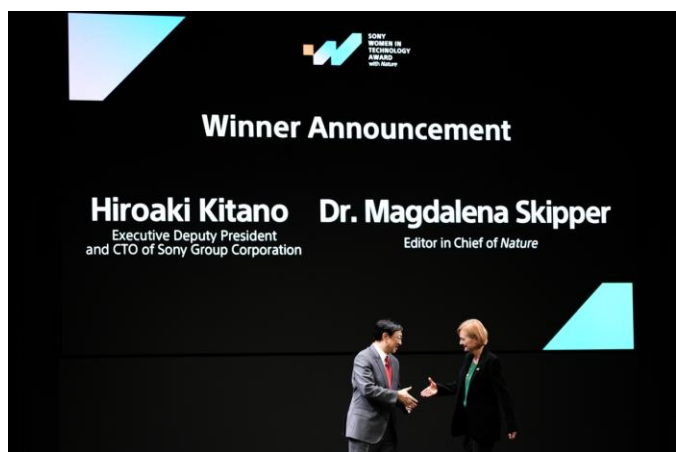 SONY
WOMEN IN
TECHNOLOGY
AWARD
with Nature
Winner Announcement
Hiroaki Kitano
Executive Deputy President
and CTO of Sony Group Corporation
Dr. Magdalena Skipper
Editor in Chief of Nature